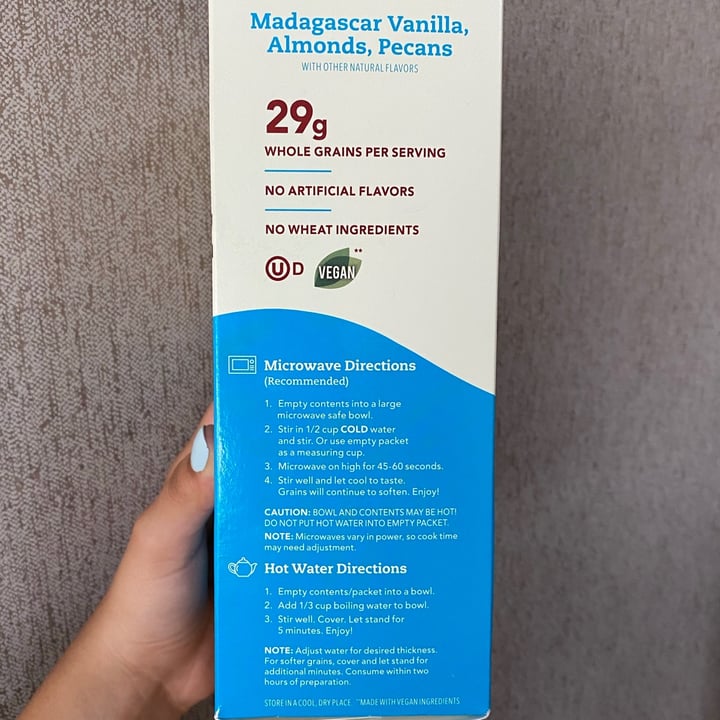 Madagascar Vanilla,
Almonds, Pecans
WITH OTHER NATURAL FLAVORS
29g
WHOLE GRAINS PER SERVING
NO ARTIFICIAL FLAVORS
NO WHEAT INGREDIENTS
U D VEGAN**
Microwave Directions
(Recommended)
1. Empty contents into a large
microwave safe bowl.
2. Stir in 1/2 cup COLD water
and stir. Or use empty packet
as a measuring cup.
3. Microwave on high for 45-60 seconds.
4. Stir well and let cool to taste.
Grains will continue to soften. Enjoy!
CAUTION: BOWL AND CONTENTS MAY BE HOT!
DO NOT PUT HOT WATER INTO EMPTY PACKET.
NOTE: Microwaves vary in power, so cook time
may need adjustment.
Hot Water Directions
1. Empty contents/packet into a bowl.
2. Add 1/3 cup boiling water to bowl.
3. Stir well. Cover. Let stand for
5 minutes. Enjoy!
NOTE: Adjust water for desired thickness.
For softer grains, cover and let stand for
additional minutes. Consume within two
hours of preparation.
STORE IN A COOL, DRY PLACE **MADE WITH VEGAN INGREDIENTS